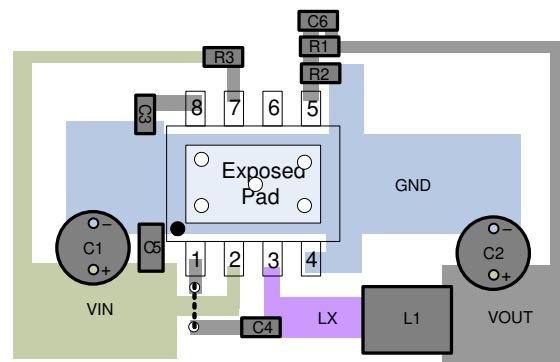 C6
R1
R3
R2
C3
8 7 6 5
Exposed
Pad
GND
C1
−
+
C5
C2
−
+
1 2 3 4
VIN
C4
LX
L1
VOUT